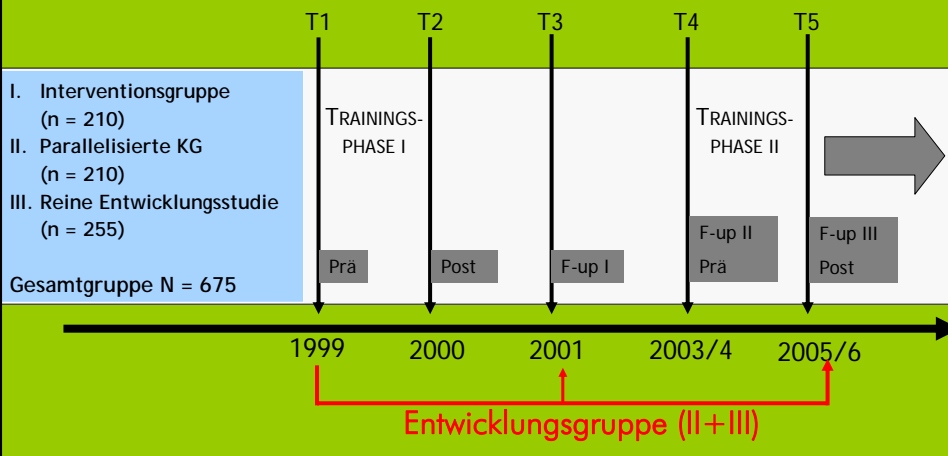 T1 T2 T3 T4 T5
I. Interventionsgruppe
(n = 210)
II. Parallelisierte KG
(n = 210)
III. Reine Entwicklungsstudie
(n = 255)
Gesamtgruppe N = 675
TRAININGS-
PHASE I
TRAININGS-
PHASE II
Prä
Post
F-up I
F-up II
Prä
F-up III
Post
1999 2000 2001 2003/4 2005/6
Entwicklungsgruppe (II+III)